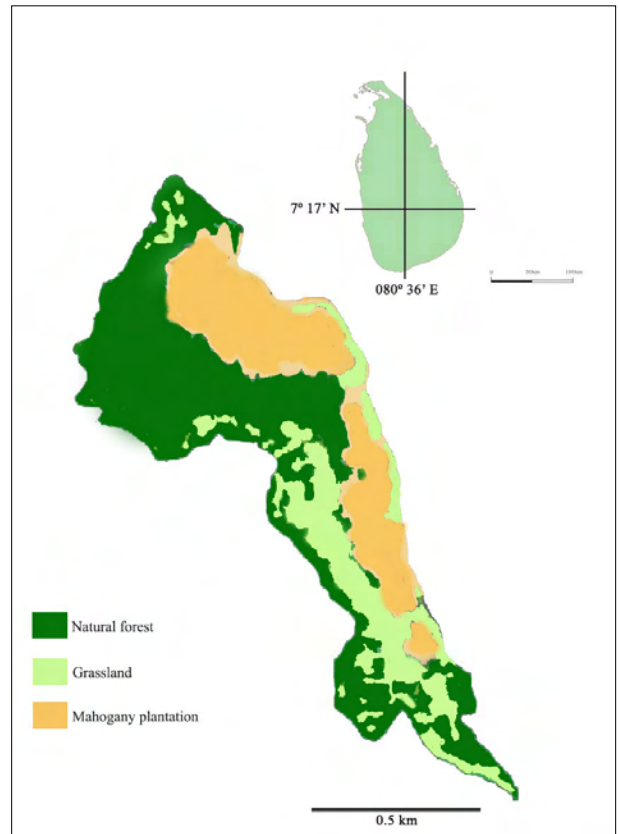 7° 17' N
080° 36' E
Natural forest
Grassland
Mahogany plantation
0.5 km